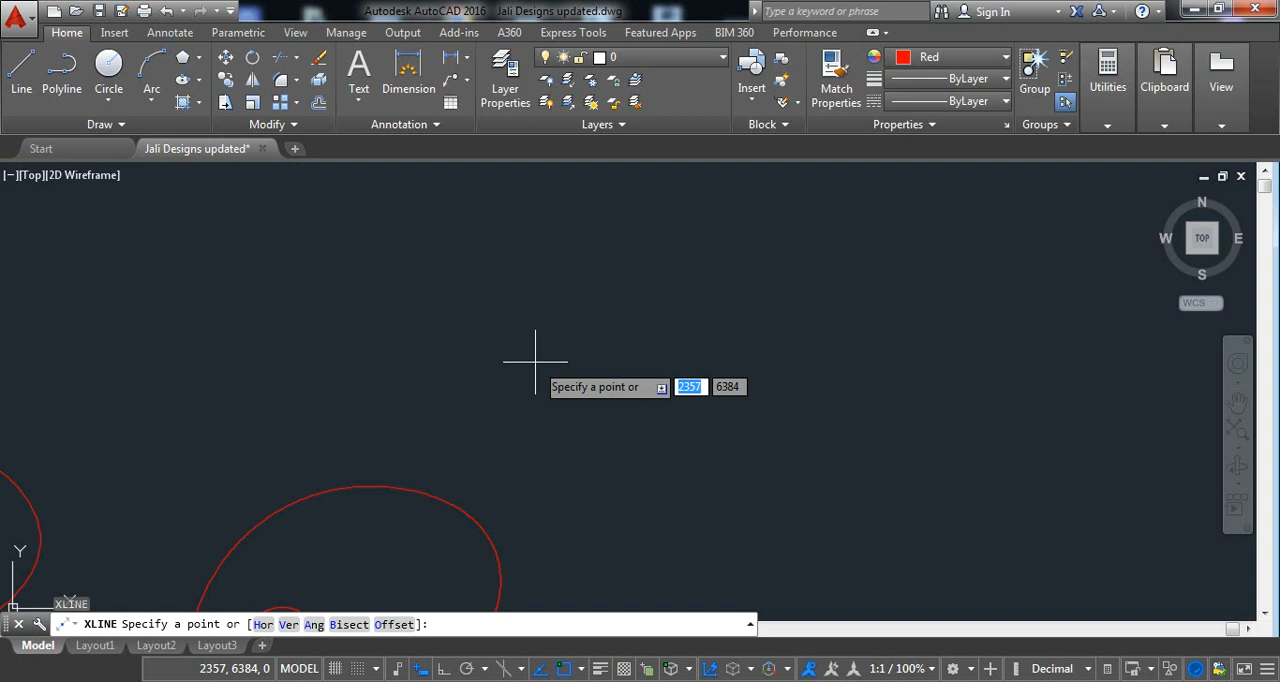 Autodesk AutoCAD 2016 Jali Designs updated.dwg Type a keyword or phrase Sign In
Home Insert Annotate Parametric View Manage Output Add-ins A360 Express Tools Featured Apps BIM 360 Performance
Line Polyline Circle Arc Text Dimension Layer Properties 0 Insert Match Properties Red ByLayer ByLayer Group Utilities Clipboard View
Draw Modify Annotation Layers Block Properties Groups
Start Jali Designs updated*
[−][Top][2D Wireframe]
N
W TOP E
S
WCS
Specify a point or 2357 6384
Y
XLINE
XLINE Specify a point or [Hor Ver Ang Bisect Offset]:
Model Layout1 Layout2 Layout3 +
2357, 6384, 0 MODEL 1:1 / 100% Decimal